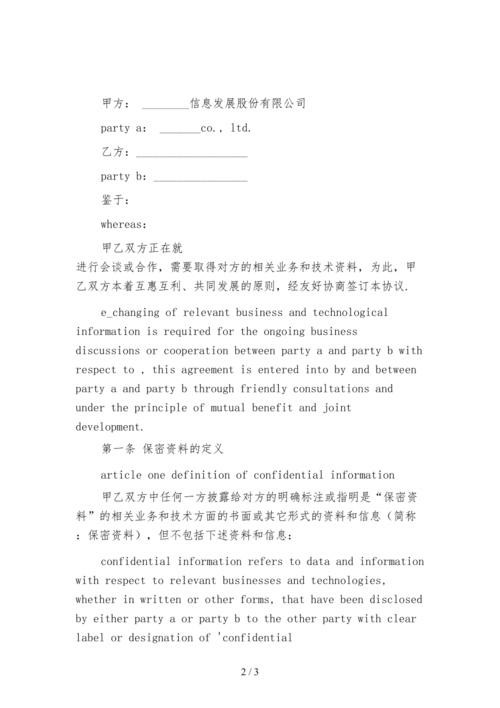 甲方： ________信息发展股份有限公司
party a： _______co., ltd.
乙方：___________________
party b：________________
鉴于：
whereas：
甲乙双方正在就
进行会谈或合作，需要取得对方的相关业务和技术资料，为此，甲
乙双方本着互惠互利、共同发展的原则，经友好协商签订本协议.
e_changing of relevant business and technological
information is required for the ongoing business
discussions or cooperation between party a and party b with
respect to , this agreement is entered into by and between
party a and party b through friendly consultations and
under the principle of mutual benefit and joint
development.
第一条 保密资料的定义
article one definition of confidential information
甲乙双方中任何一方披露给对方的明确标注或指明是“保密资
料”的相关业务和技术方面的书面或其它形式的资料和信息（简称
：保密资料），但不包括下述资料和信息：
confidential information refers to data and information
with respect to relevant businesses and technologies,
whether in written or other forms, that have been disclosed
by either party a or party b to the other party with clear
label or designation of 'confidential
2 / 3